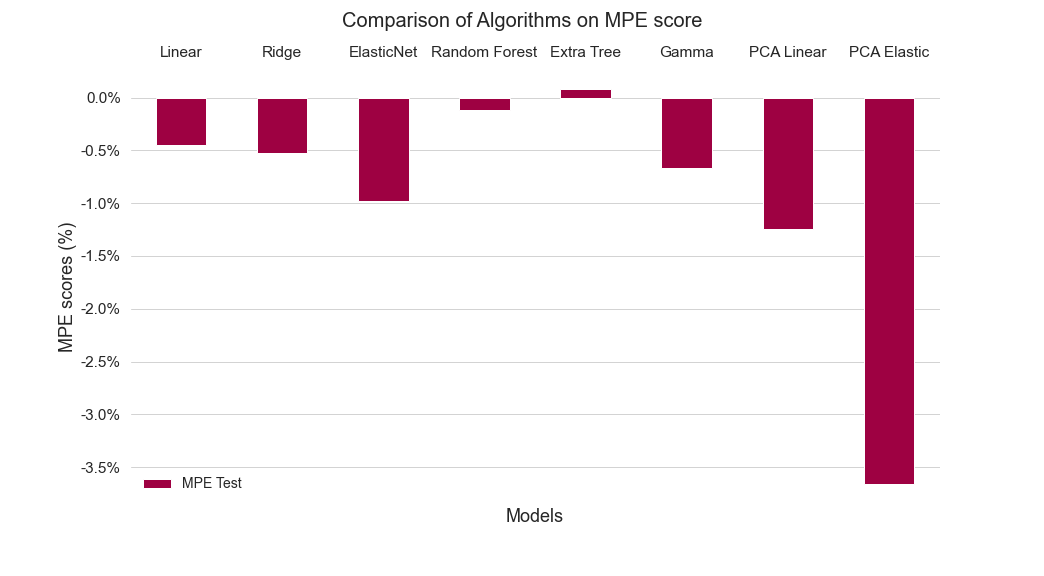 Comparison of Algorithms on MPE score
Linear Ridge ElasticNet Random Forest Extra Tree Gamma PCA Linear PCA Elastic
0.0%
-0.5%
-1.0%
-1.5%
-2.0%
-2.5%
-3.0%
-3.5%
MPE scores (%)
MPE Test
Models